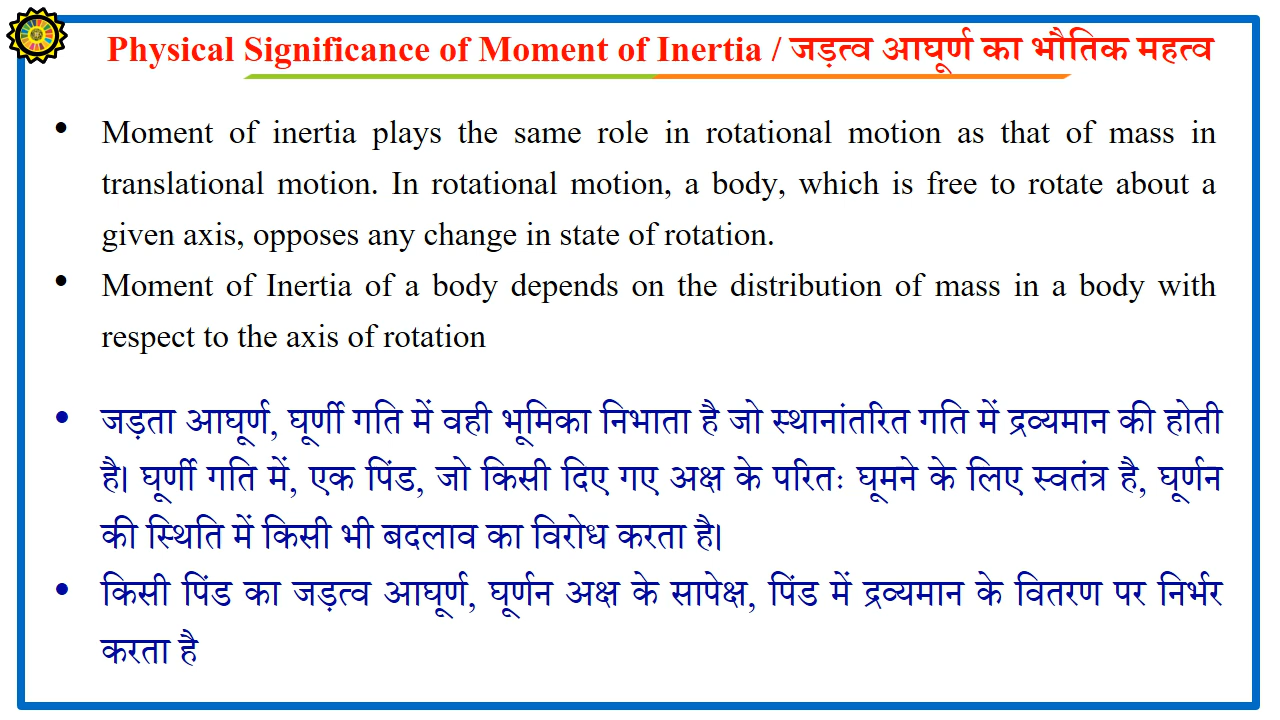 Physical Significance of Moment of Inertia / जड़त्व आघूर्ण का भौतिक महत्व
• Moment of inertia plays the same role in rotational motion as that of mass in
translational motion. In rotational motion, a body, which is free to rotate about a
given axis, opposes any change in state of rotation.
• Moment of Inertia of a body depends on the distribution of mass in a body with
respect to the axis of rotation
• जड़ता आघूर्ण, घूर्णी गति में वही भूमिका निभाता है जो स्थानांतरित गति में द्रव्यमान की होती
है। घूर्णी गति में, एक पिंड, जो किसी दिए गए अक्ष के परितः घूमने के लिए स्वतंत्र है, घूर्णन
की स्थिति में किसी भी बदलाव का विरोध करता है।
• किसी पिंड का जड़त्व आघूर्ण, घूर्णन अक्ष के सापेक्ष, पिंड में द्रव्यमान के वितरण पर निर्भर
करता है